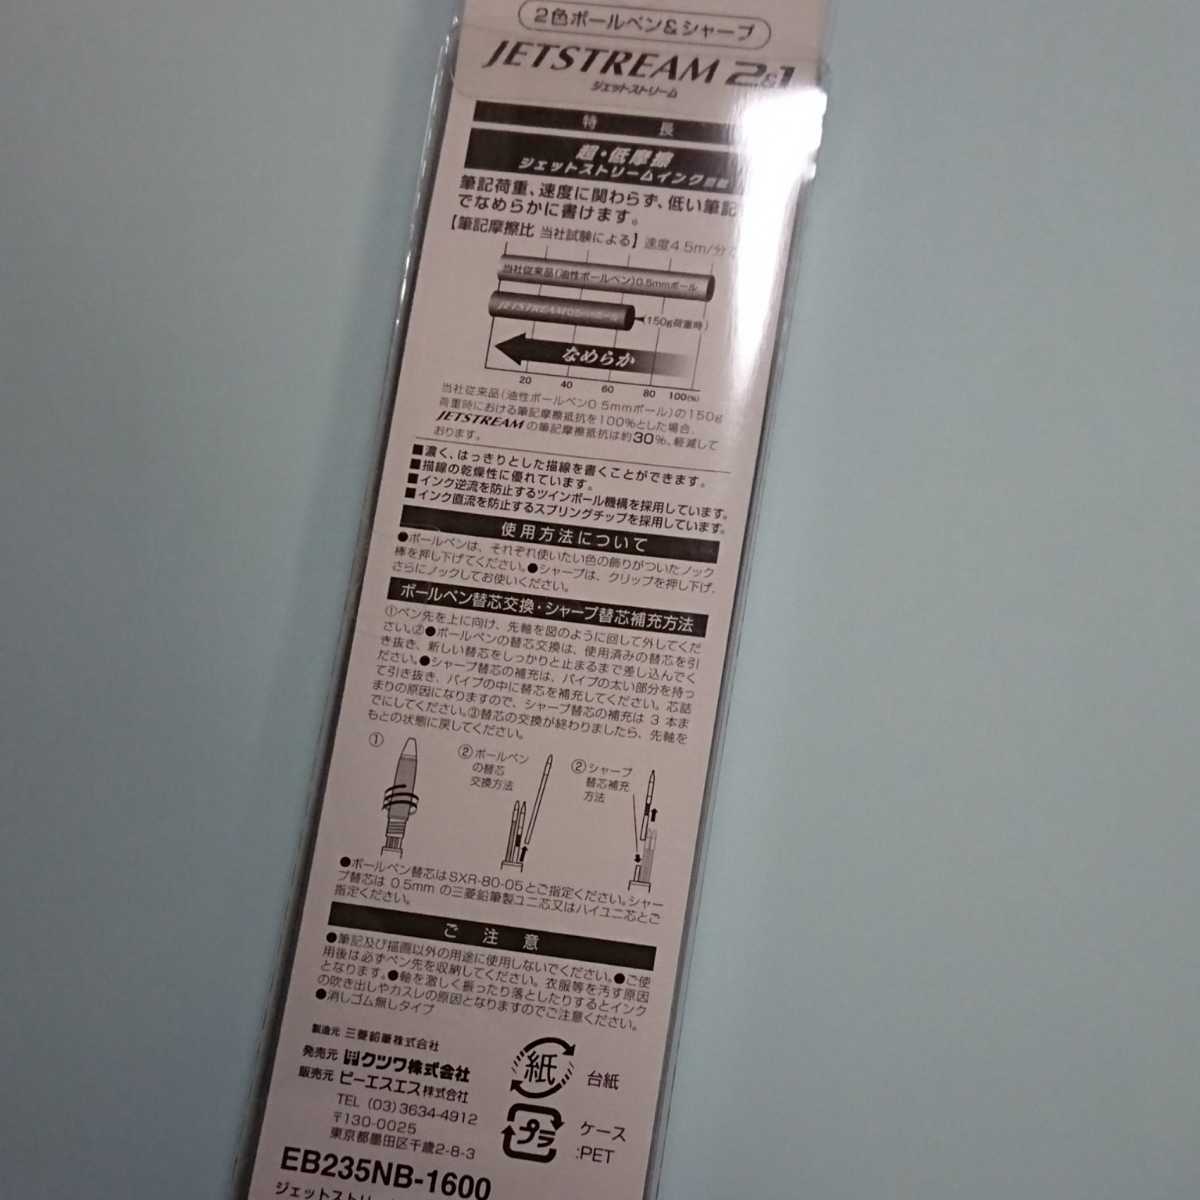 2色ボールペン&シャープ
JETSTREAM 2&1
ジェットストリーム
特長
超・低摩擦
ジェットストリームインク搭載
筆記荷重、速度に関わらず、低い筆記
でなめらかに書けます。
【筆記摩擦比 当社試験による】速度4.5m/分で
当社従来品(油性ボールペン)0.5mmボール
JETSTREAM 0.5mmボール
(150g荷重時)
なめらか
20 40 60 80 100(%)
当社従来品(油性ボールペン0.5mmボール)の150g
荷重時における筆記摩擦抵抗を100%とした場合、
JETSTREAMの筆記摩擦抵抗は約30%、軽減して
おります。
■濃く、はっきりとした描線を書くことができます。
■描線の乾燥性に優れています。
■インク逆流を防止するツインボール機構を採用しています。
■インク直流を防止するスプリングチップを採用しています。
使用方法について
●ボールペンは、それぞれ使いたい色の飾りがついたノック
棒を押し下げてください。●シャープは、クリップを押し下げ、
さらにノックしてお使いください。
ボールペン替芯交換・シャープ替芯補充方法
①ペン先を上に向け、先軸を図のように回して外してくだ
さい。②●ボールペンの替芯交換は、使用済みの替芯を引
き抜き、新しい替芯をしっかりと止まるまで差し込んでく
ださい。●シャープ替芯の補充は、パイプの太い部分を持っ
て引き抜き、パイプの中に替芯を補充してください。芯詰
まりの原因になりますので、シャープ替芯の補充は3本ま
でにしてください。③替芯の交換が終わりましたら、先軸を
もとの状態に戻してください。
①
②ボールペン
の替芯
交換方法
②シャープ
替芯補充
方法
●ボールペン替芯はSXR-80-05とご指定ください。シャー
プ替芯は0.5mmの三菱鉛筆製ユニ芯又はハイユニ芯とご
指定ください。
ご注意
●筆記及び描画以外の用途に使用しないでください。●ご使
用後は必ずペン先を収納してください。衣服等を汚す原因
となります。●軸を激しく振ったり落としたりするとインク
の吹き出しやカスレの原因となりますのでご注意ください。
●消しゴム無しタイプ
製造元 三菱鉛筆株式会社
発売元 クツワ株式会社
販売元 ピーエスエス株式会社
TEL (03)3634-4912
〒130-0025
東京都墨田区千歳2-8-3
紙 台紙
プラ ケース
:PET
EB235NB-1600
ジェットストリー